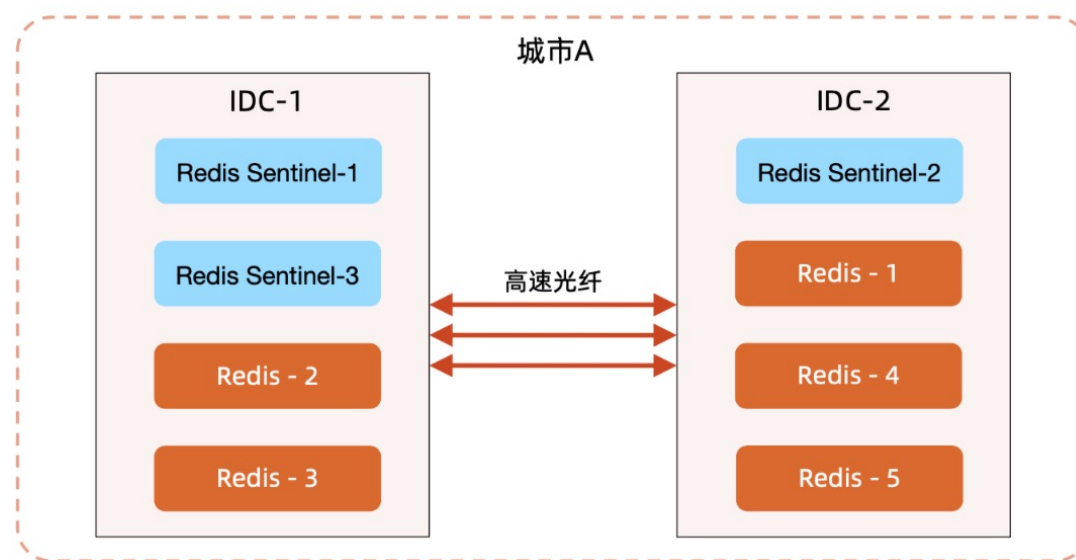 城市A
IDC-1
Redis Sentinel-1
Redis Sentinel-3
Redis - 2
Redis - 3
高速光纤
IDC-2
Redis Sentinel-2
Redis - 1
Redis - 4
Redis - 5